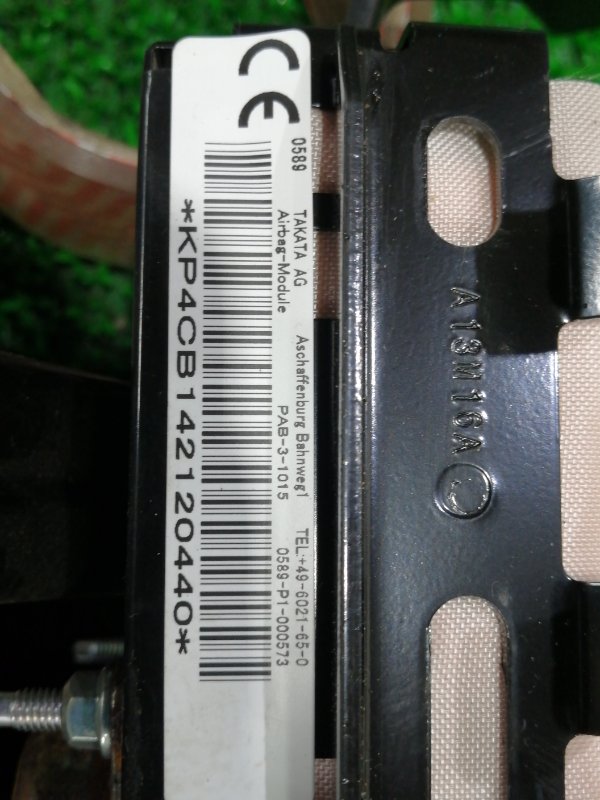 CE
0589
TAKATA AG Aschaffenburg Bahnweg1 TEL:+49-6021-65-0
Airbag-Module PAB-3-1015 0589-P1-000573
*KP4CB142120440*
A13M16A